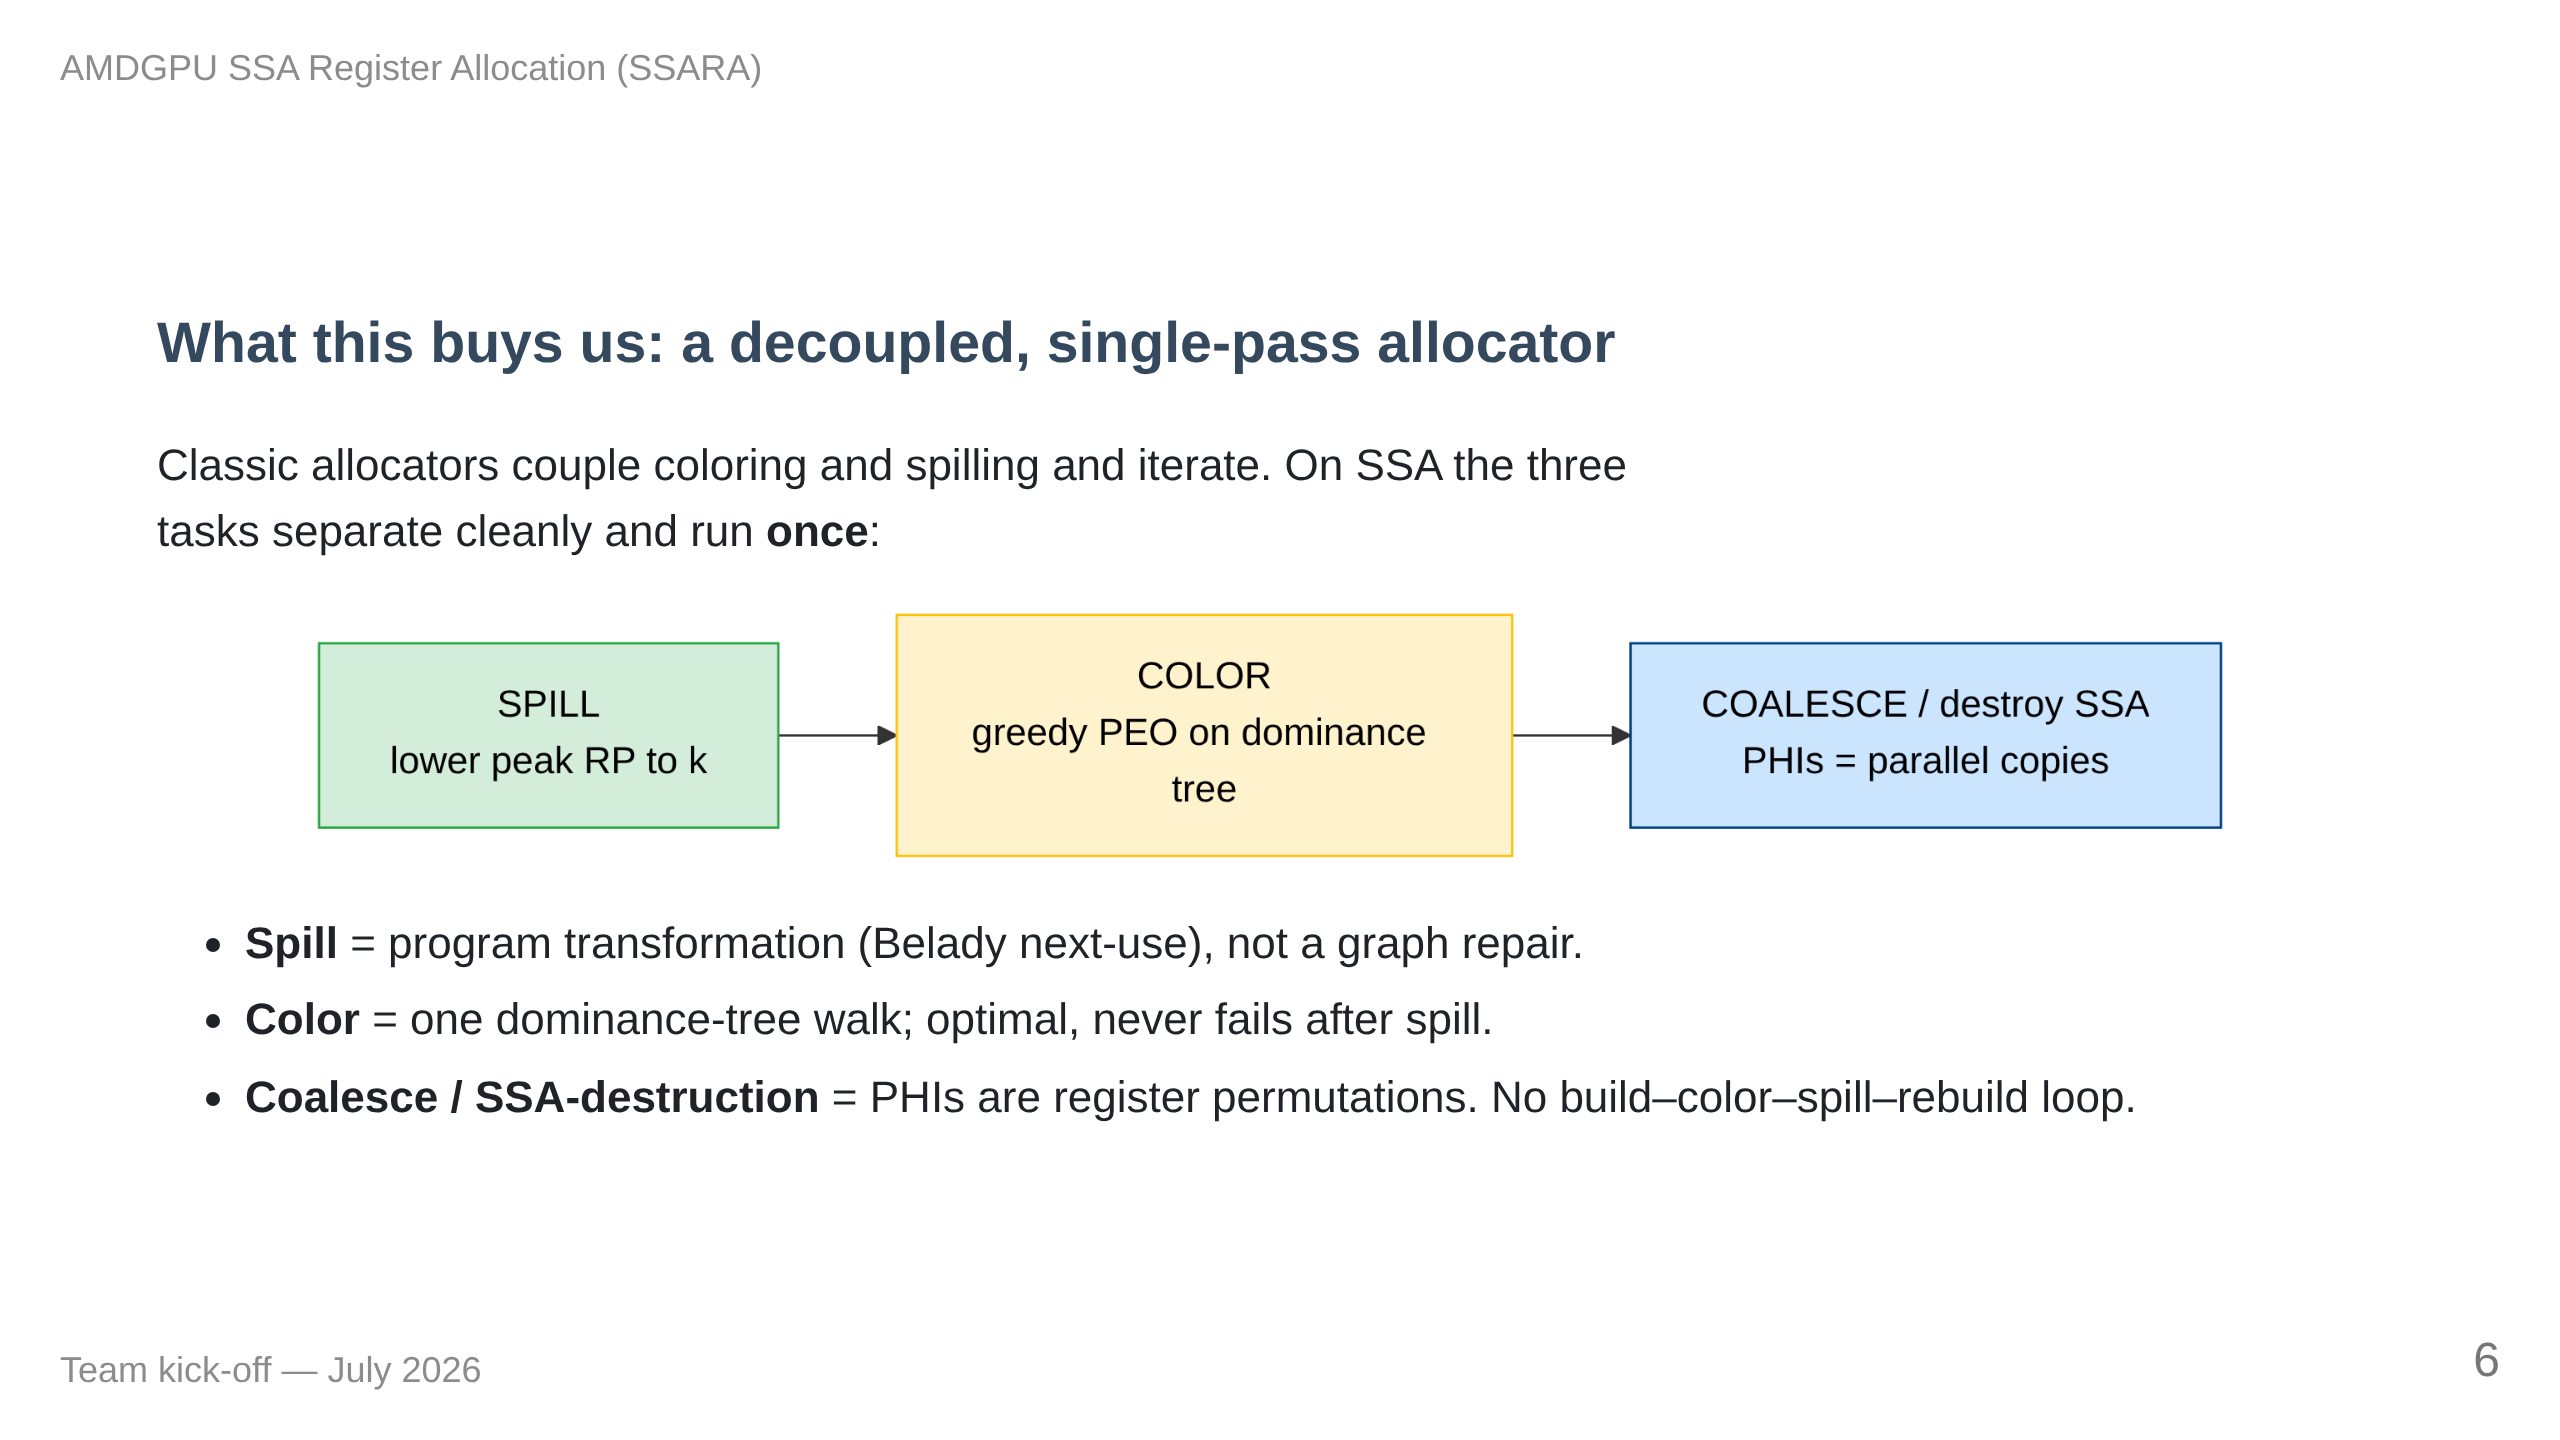 AMDGPU SSA Register Allocation (SSARA)
What this buys us: a decoupled, single-pass allocator
Classic allocators couple coloring and spilling and iterate. On SSA the three
tasks separate cleanly and run once:
SPILL
lower peak RP to k
COLOR
greedy PEO on dominance
tree
COALESCE / destroy SSA
PHIs = parallel copies
• Spill = program transformation (Belady next-use), not a graph repair.
• Color = one dominance-tree walk; optimal, never fails after spill.
• Coalesce / SSA-destruction = PHIs are register permutations. No build–color–spill–rebuild loop.
Team kick-off — July 2026
6